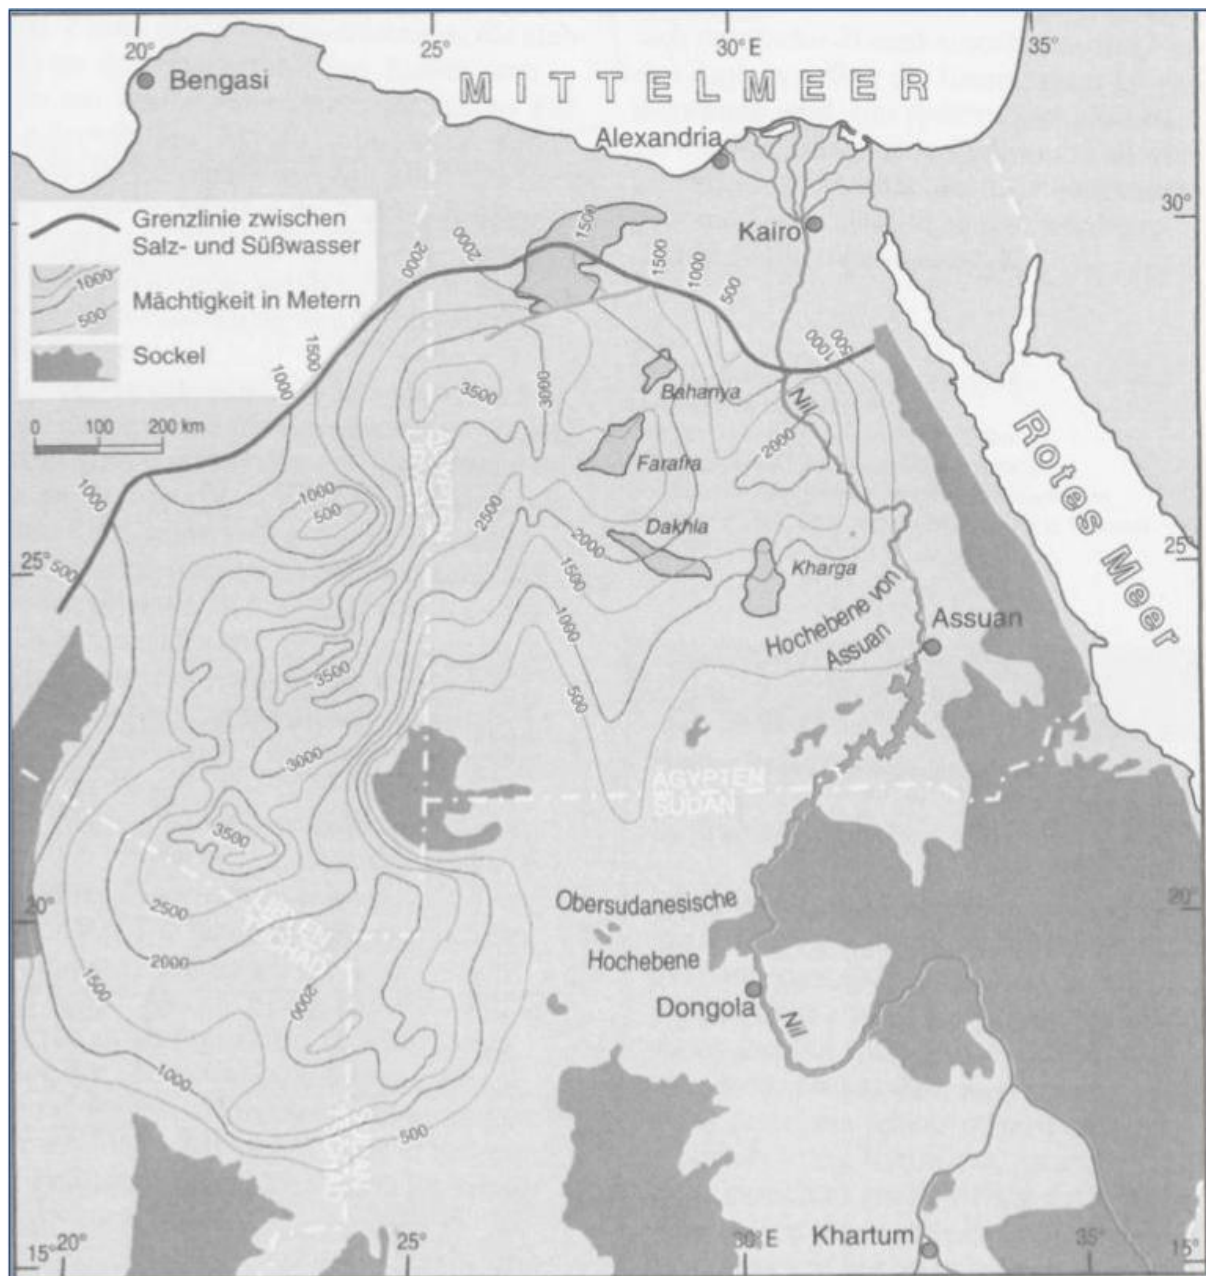 20°
25°
30° E
35°
Bengasi
MITTELMEER
Alexandria
Kairo
30°
Grenzlinie zwischen
Salz- und Süßwasser
1000
500
Mächtigkeit in Metern
Sockel
0 100 200 km
2000
2000
1500
1500
1000
500
1000
500
1500
1000
3500
3000
Bahariya
Nil
2000
Farafra
Rotes Meer
1000
500
1000
2500
Dakhla
2000
Kharga
25°
25°
500
1500
1000
Hochebene von
Assuan
Assuan
3500
500
3000
ÄGYPTEN
SUDAN
3500
2500
20°
20°
Obersudanesische
Hochebene
2000
1500
2000
Dongola
Nil
1000
500
Khartum
15°
20°
25°
30° E
35°
15°